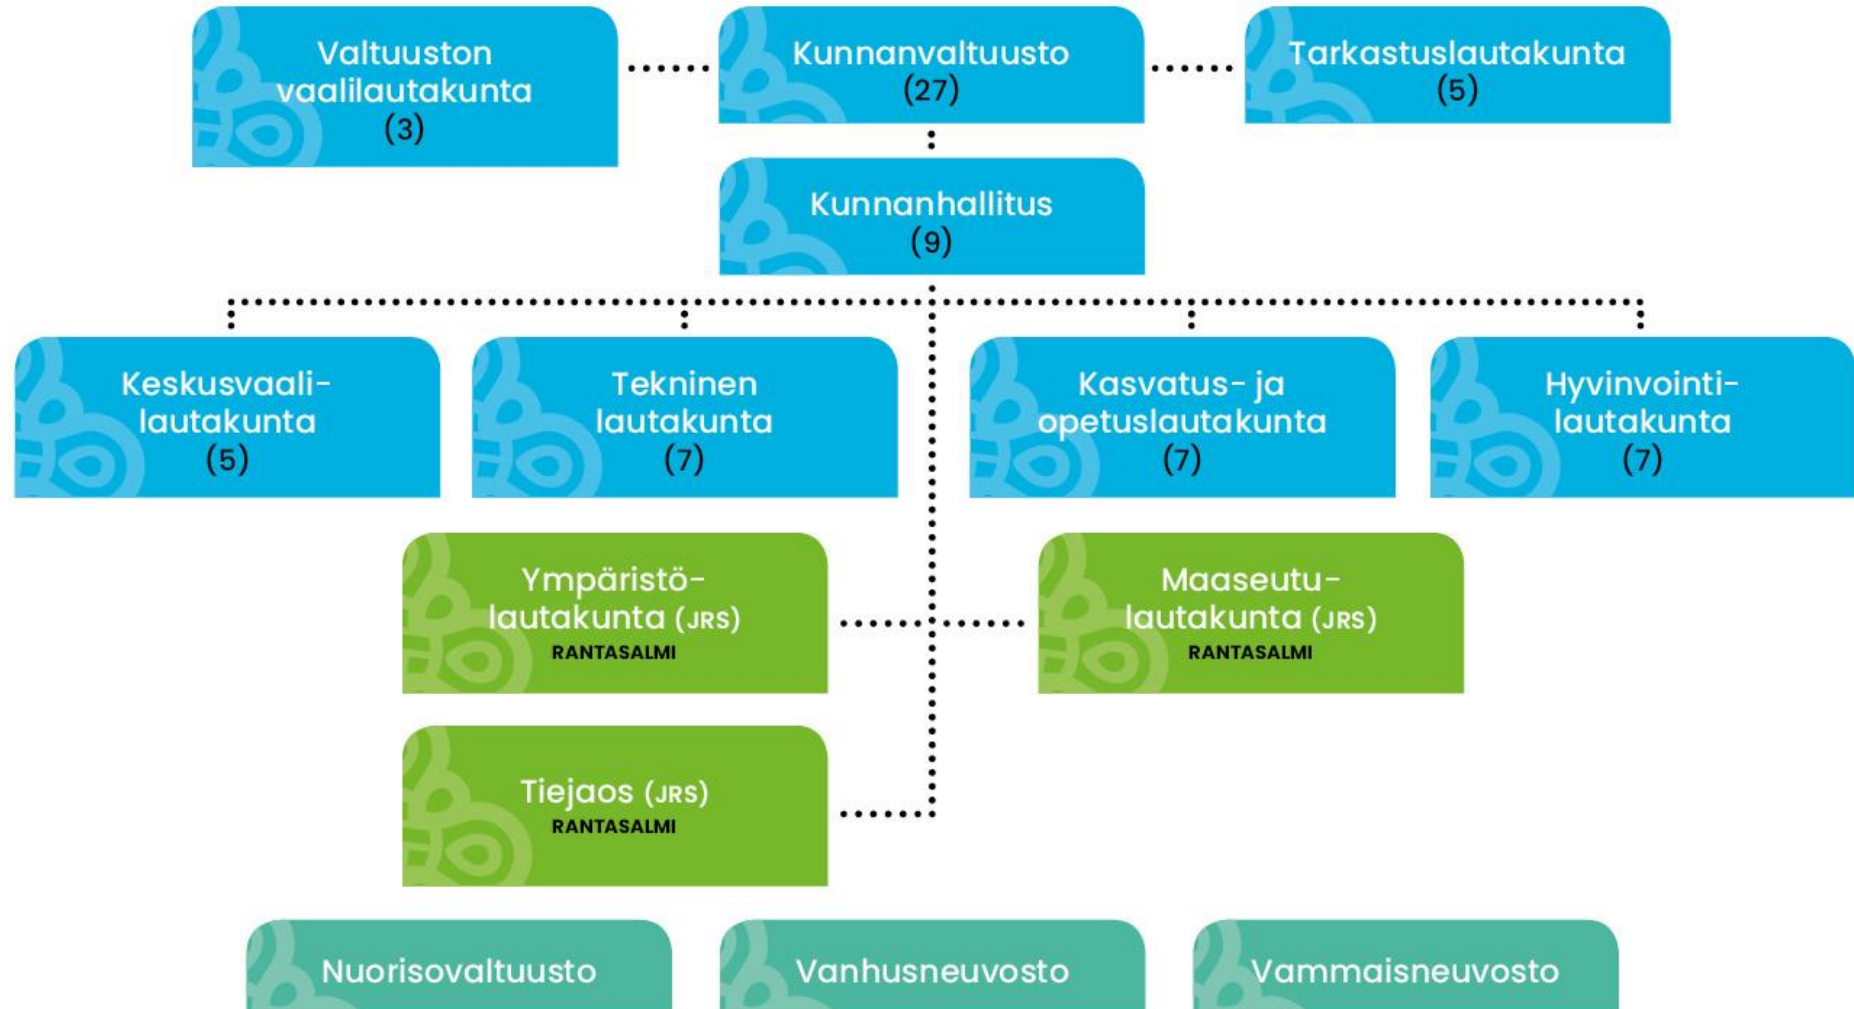 Valtuuston
vaalilautakunta
(3)
Kunnanvaltuusto
(27)
Tarkastuslautakunta
(5)
Kunnanhallitus
(9)
Keskusvaali-
lautakunta
(5)
Tekninen
lautakunta
(7)
Kasvatus- ja
opetuslautakunta
(7)
Hyvinvointi-
lautakunta
(7)
Ympäristö-
lautakunta (JRS)
RANTASALMI
Maaseutu-
lautakunta (JRS)
RANTASALMI
Tiejaos (JRS)
RANTASALMI
Nuorisovaltuusto
Vanhusneuvosto
Vammaisneuvosto